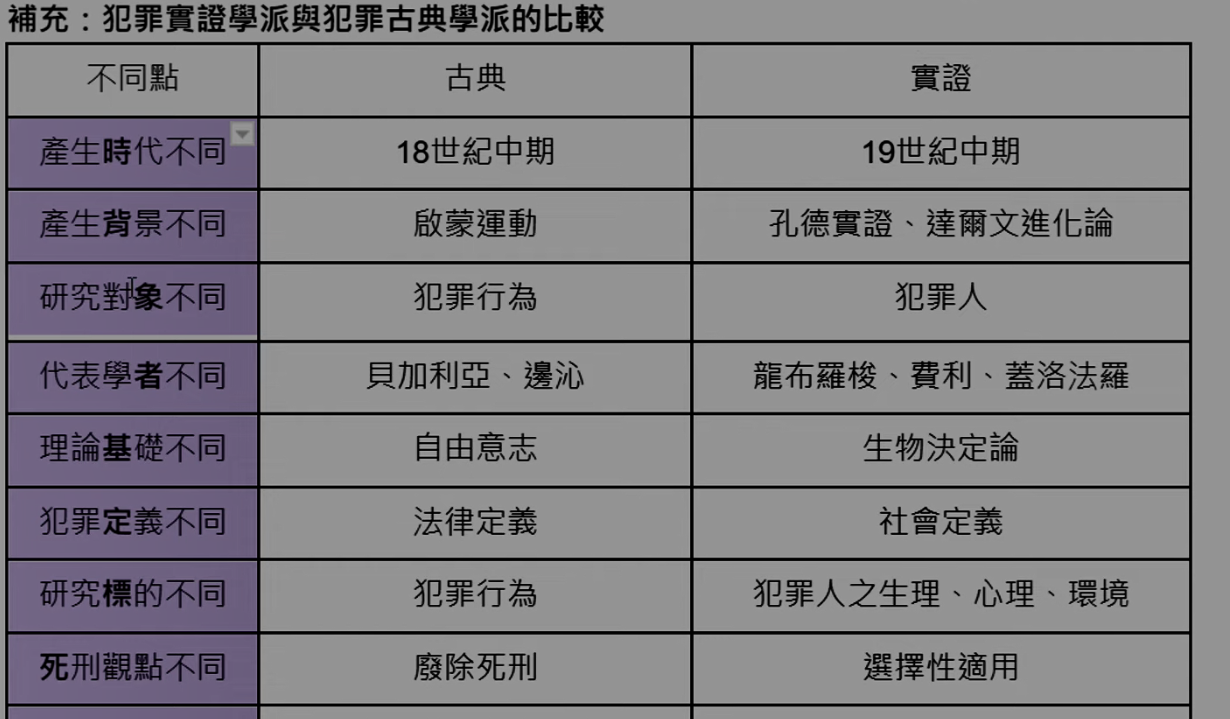 補充：犯罪實證學派與犯罪古典學派的比較
不同點 古典 實證
產生時代不同 18世紀中期 19世紀中期
產生背景不同 啟蒙運動 孔德實證、達爾文進化論
研究對象不同 犯罪行為 犯罪人
代表學者不同 貝加利亞、邊沁 龍布羅梭、費利、蓋洛法羅
理論基礎不同 自由意志 生物決定論
犯罪定義不同 法律定義 社會定義
研究標的不同 犯罪行為 犯罪人之生理、心理、環境
死刑觀點不同 廢除死刑 選擇性適用